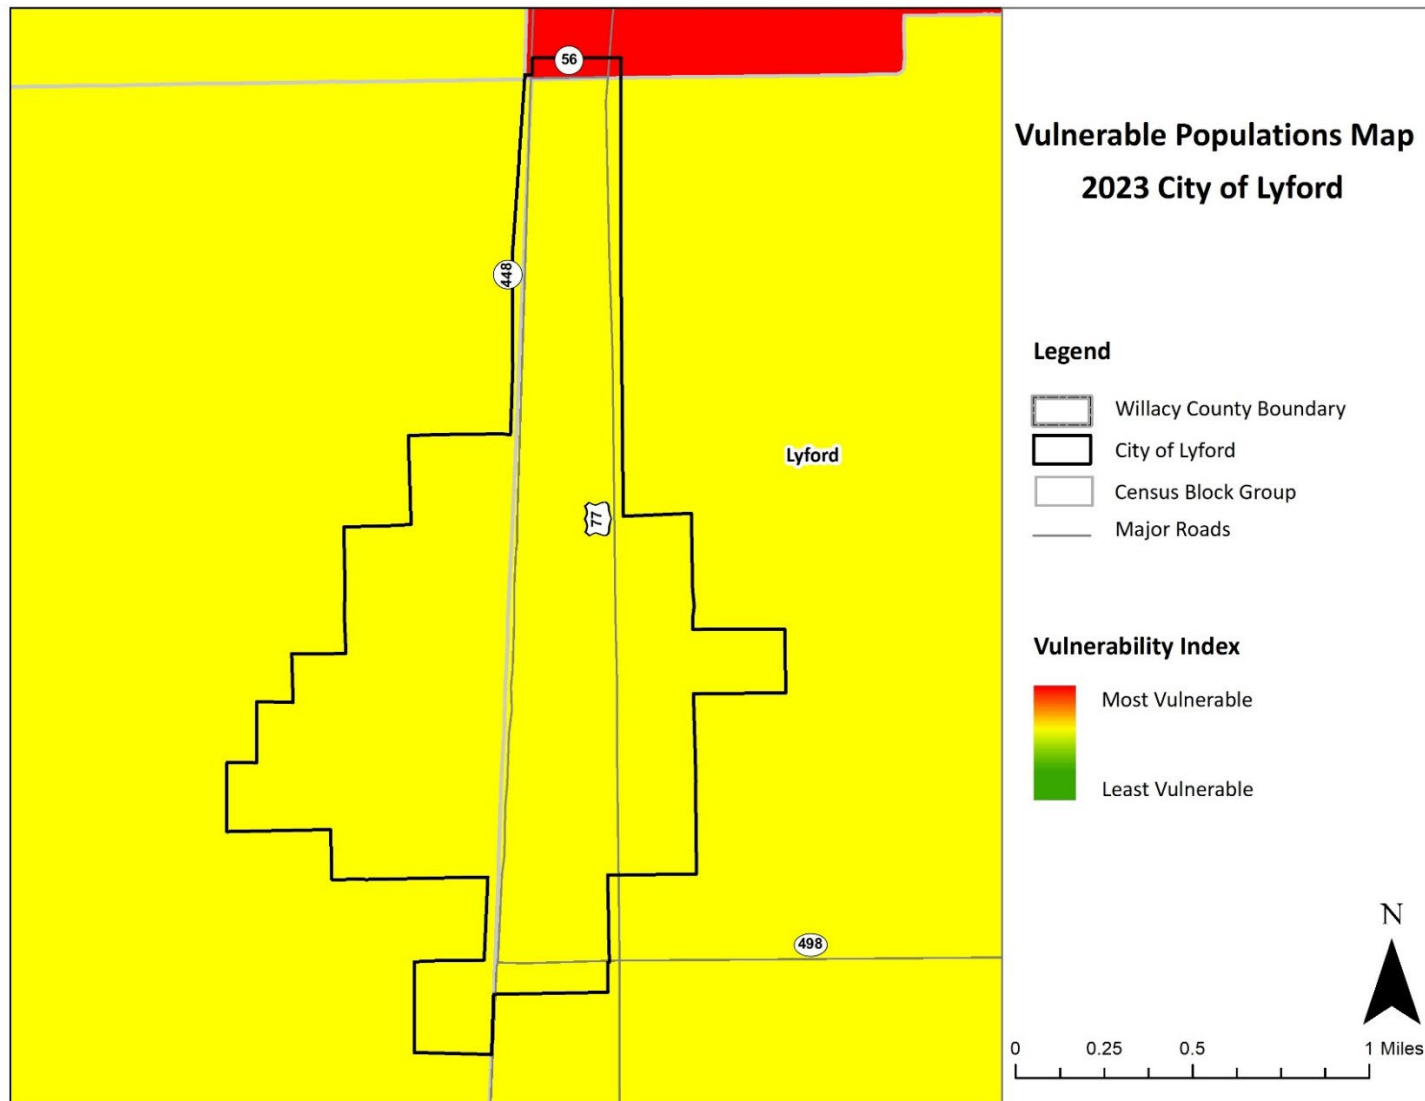 Vulnerable Populations Map
2023 City of Lyford
56
448
Lyford
77
498
Legend
Willacy County Boundary
City of Lyford
Census Block Group
Major Roads
Vulnerability Index
Most Vulnerable
Least Vulnerable
N
0 0.25 0.5 1 Miles